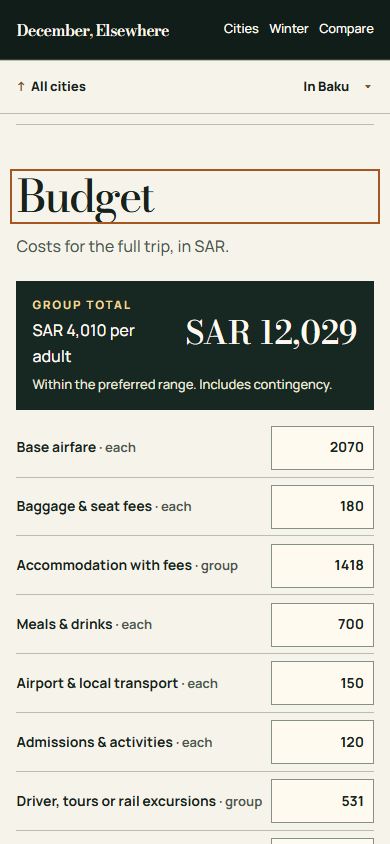 December, Elsewhere
Cities Winter Compare
↑ All cities
In Baku
Budget
Costs for the full trip, in SAR.
GROUP TOTAL
SAR 4,010 per
adult
SAR 12,029
Within the preferred range. Includes contingency.
Base airfare · each 2070
Baggage & seat fees · each 180
Accommodation with fees · group 1418
Meals & drinks · each 700
Airport & local transport · each 150
Admissions & activities · each 120
Driver, tours or rail excursions · group 531